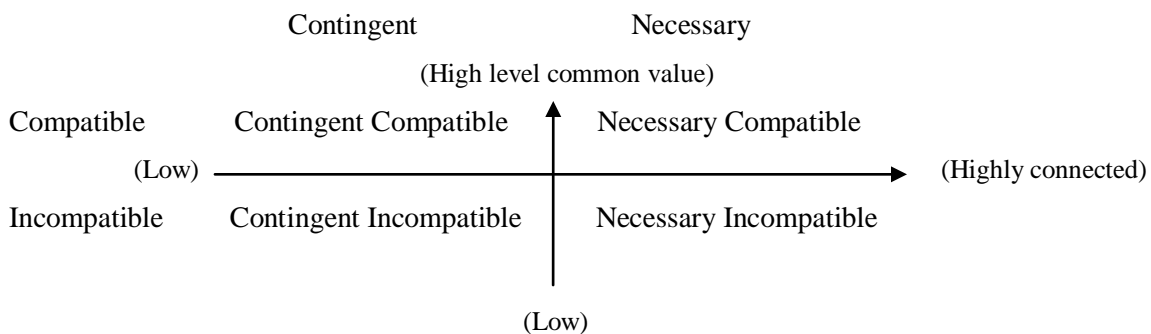 Contingent Necessary
(High level common value)
Compatible Contingent Compatible Necessary Compatible
(Low) (Highly connected)
Incompatible Contingent Incompatible Necessary Incompatible
(Low)